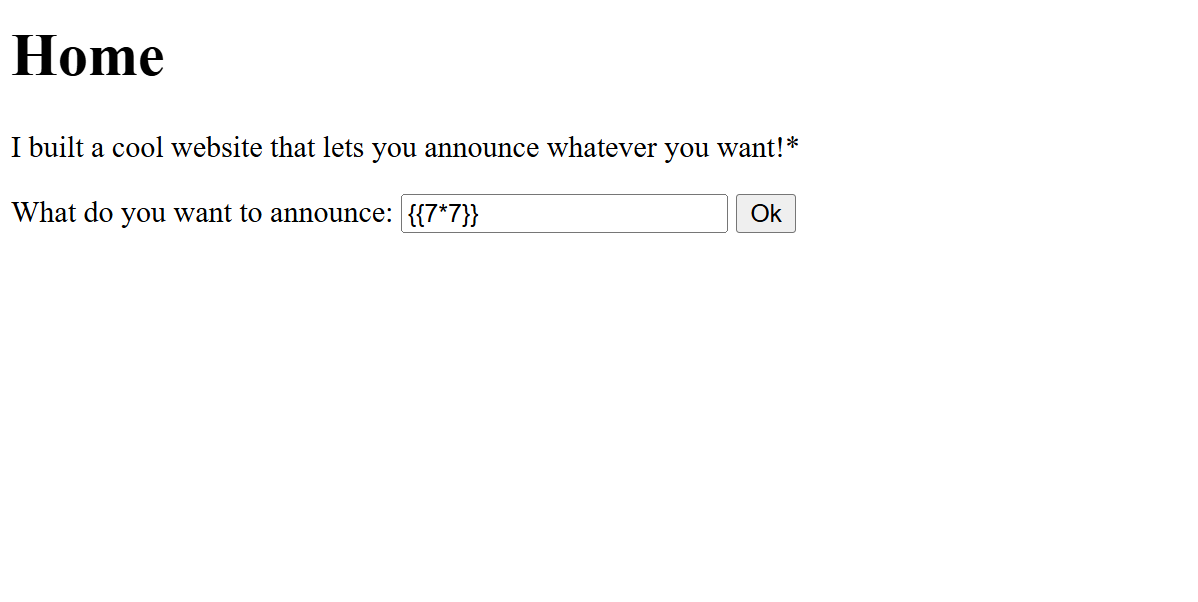 Home
I built a cool website that lets you announce whatever you want!*
What do you want to announce: {{7*7}} Ok